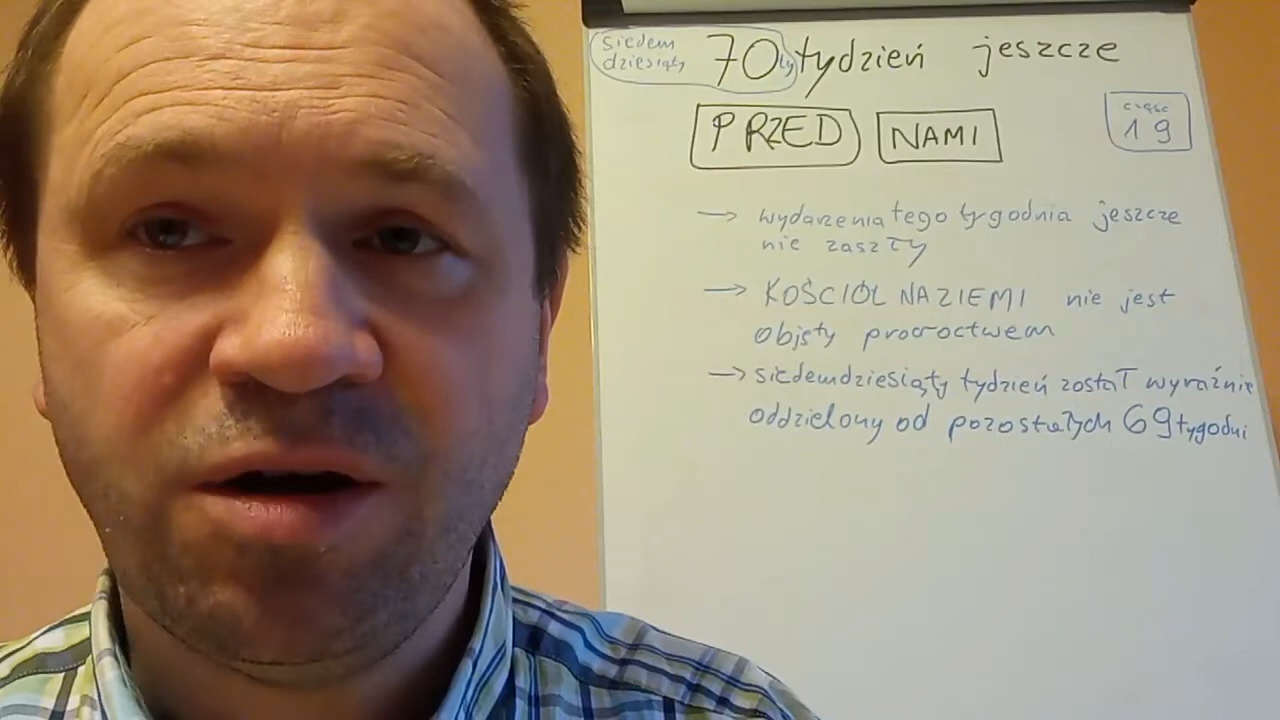 siedem
dziesiąty
70ty tydzień jeszcze
PRZED NAMI
część
19
→ wydarzenia tego tygodnia jeszcze
nie zaszły
→ KOŚCIÓŁ NA ZIEMI nie jest
objęty proroctwem
→ siedemdziesiąty tydzień został wyraźnie
oddzielony od pozostałych 69 tygodni